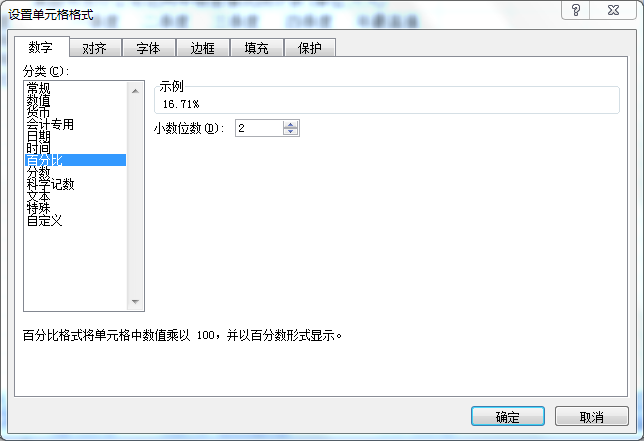 设置单元格格式
数字 对齐 字体 边框 填充 保护
分类(C):
常规
数值
货币
会计专用
日期
时间
百分比
分数
科学记数
文本
特殊
自定义
示例
16.71%
小数位数(D): 2
百分比格式将单元格中数值乘以 100，并以百分数形式显示。
确定 取消